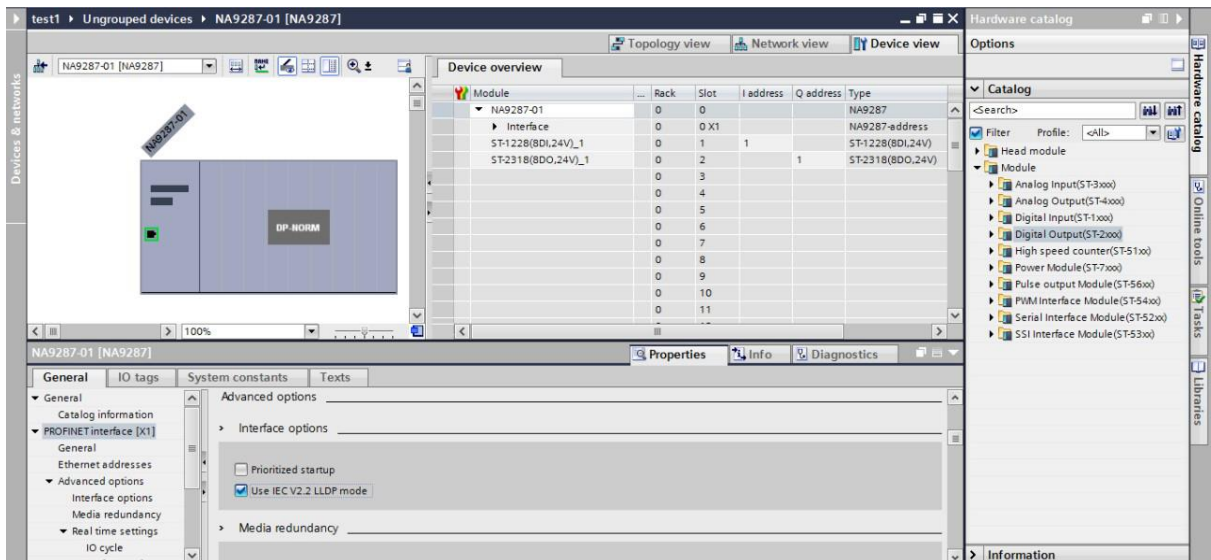 test1 ▸ Ungrouped devices ▸ NA9287-01 [NA9287]
Topology view Network view Device view
NA9287-01 [NA9287]
NA9287-01
DP-NORM
100%
Device overview
Module ... Rack Slot I address Q address Type
NA9287-01 0 0 NA9287
Interface 0 0 X1 NA9287-address
ST-1228(8DI,24V)_1 0 1 1 ST-1228(8DI,24V)
ST-2318(8DO,24V)_1 0 2 1 ST-2318(8DO,24V)
0 3
0 4
0 5
0 6
0 7
0 8
0 9
0 10
0 11
NA9287-01 [NA9287]
Properties Info Diagnostics
General IO tags System constants Texts
General
Catalog information
PROFINET interface [X1]
General
Ethernet addresses
Advanced options
Interface options
Media redundancy
Real time settings
IO cycle
Advanced options
Interface options
Prioritized startup
Use IEC V2.2 LLDP mode
Media redundancy
Hardware catalog
Options
Catalog
<Search>
Filter Profile: <All>
Head module
Module
Analog Input(ST-3xxx)
Analog Output(ST-4xxx)
Digital Input(ST-1xxx)
Digital Output(ST-2xxx)
High speed counter(ST-51xx)
Power Module(ST-7xxx)
Pulse output Module(ST-56xx)
PWM Interface Module(ST-54xx)
Serial Interface Module(ST-52xx)
SSI Interface Module(ST-53xx)
Information
Devices & networks
Hardware catalog
Online tools
Tasks
Libraries